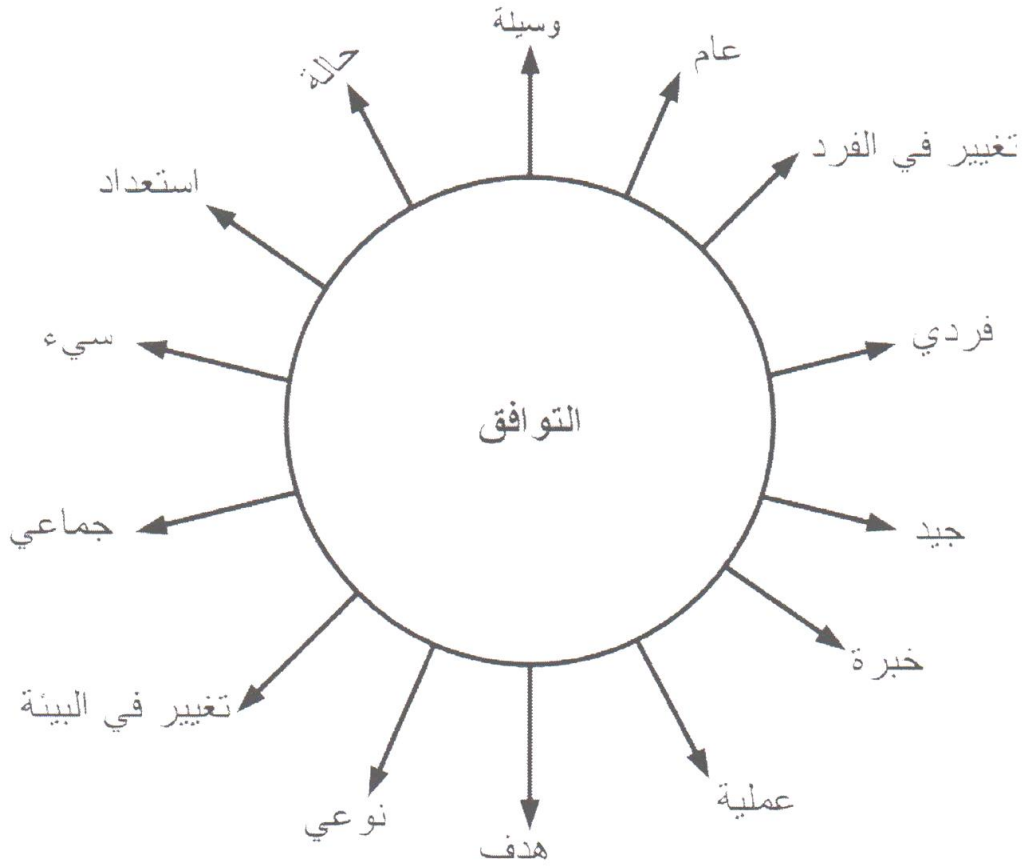 وسيلة
عام
حالة
تغيير في الفرد
استعداد
فردي
سيء
التوافق
جيد
جماعي
خبرة
تغيير في البيئة
عملية
نوعي
هدف